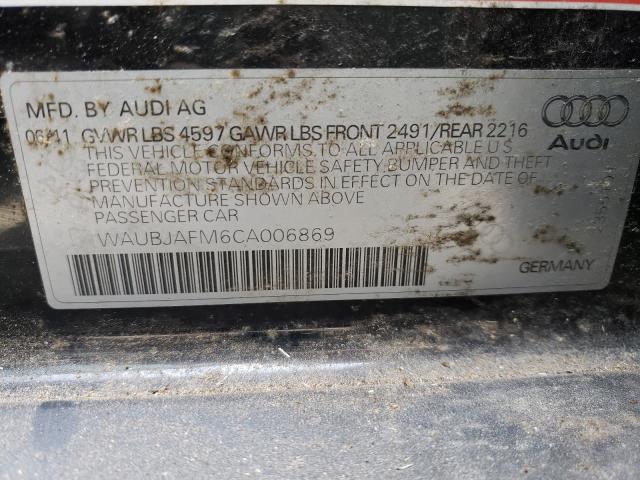 MFD. BY AUDI AG
06/11 GVWR LBS 4597 GAWR LBS FRONT 2491/REAR 2216
THIS VEHICLE CONFORMS TO ALL APPLICABLE U S
FEDERAL MOTOR VEHICLE SAFETY, BUMPER AND THEFT
PREVENTION STANDARDS IN EFFECT ON THE DATE OF
MANUFACTURE SHOWN ABOVE
PASSENGER CAR
WAUBJAFM6CA006869
Audi
GERMANY